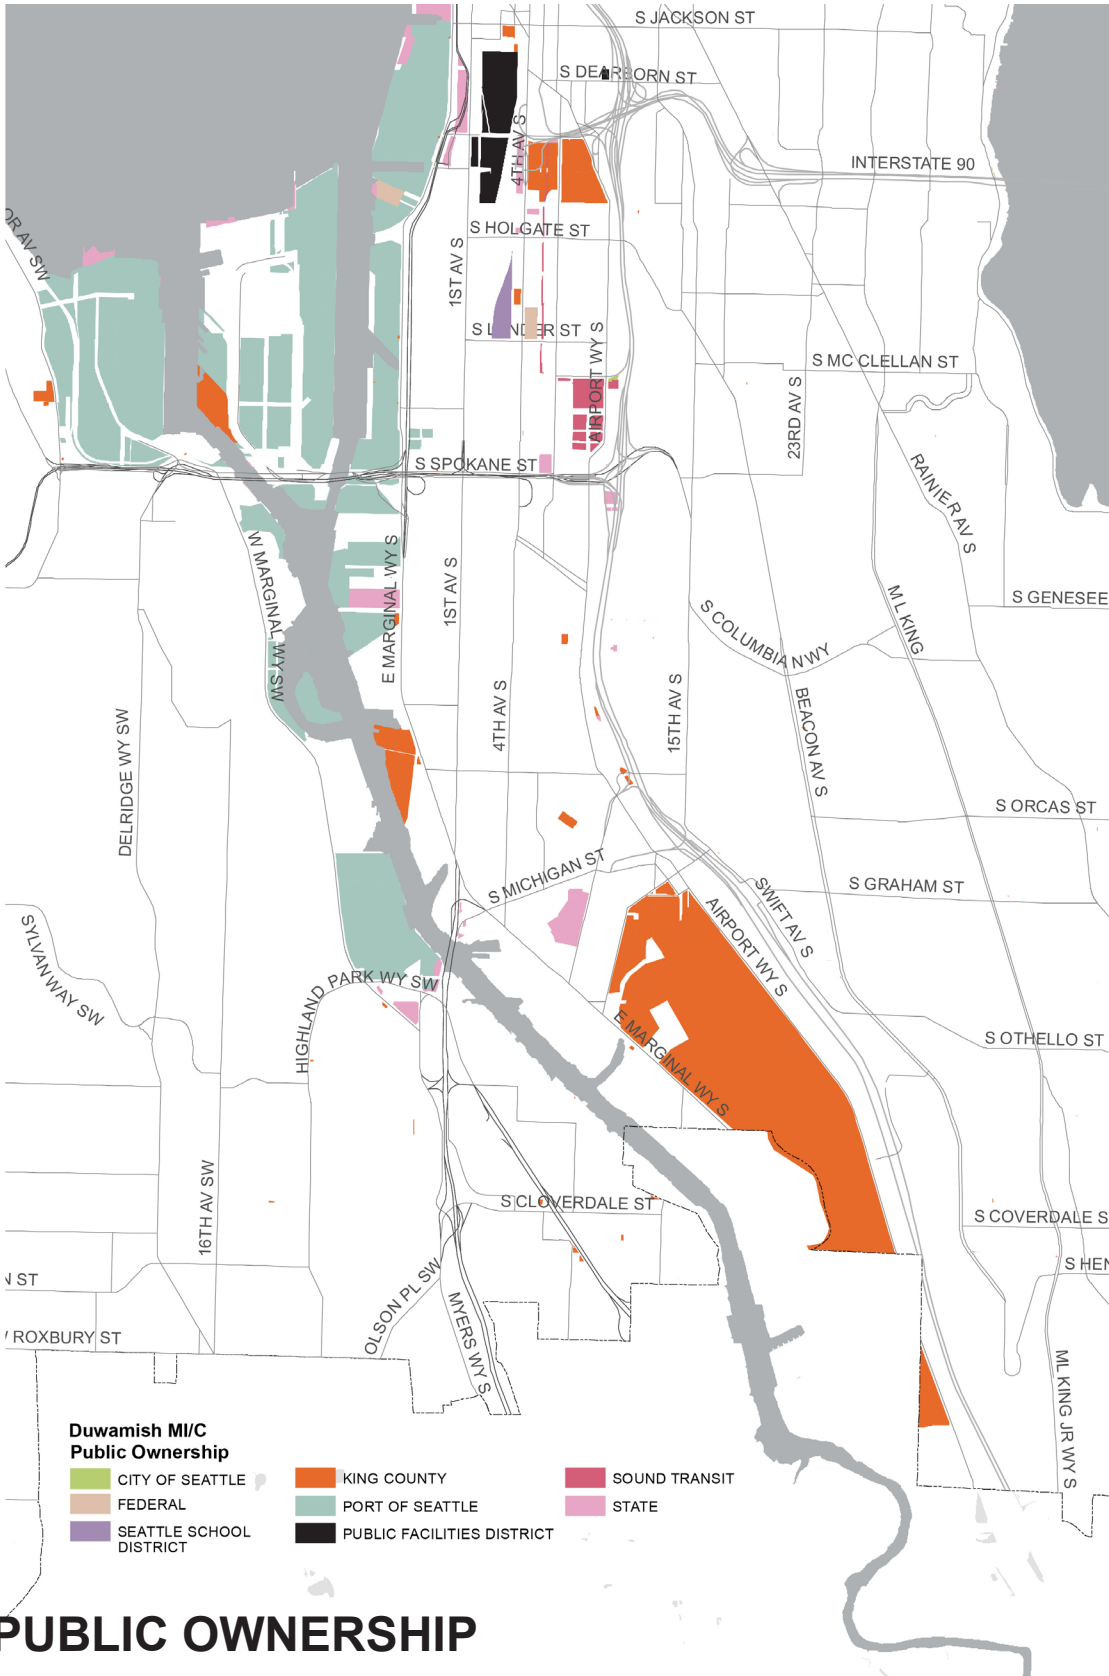 S JACKSON ST
S DEARBORN ST
4TH AV S
INTERSTATE 90
OR AV SW
S HOLGATE ST
1ST AV S
S LANDER ST
AIRPORT WY S
S MC CLELLAN ST
23RD AV S
S SPOKANE ST
RAINIER AV S
W MARGINAL WY SW
E MARGINAL WY S
1ST AV S
S GENESEE
M L KING
S COLUMBIAN WY
4TH AV S
15TH AV S
BEACON AV S
DELRIDGE WY SW
S ORCAS ST
S MICHIGAN ST
S GRAHAM ST
SWIFT AV S
AIRPORT WY S
SYLVAN WAY SW
HIGHLAND PARK WY SW
E MARGINAL WY S
S OTHELLO ST
16TH AV SW
S CLOVERDALE ST
S COVERDALE S
N ST
OLSON PL SW
S HEN
ROXBURY ST
MYERS WY S
ML KING JR WY S
Duwamish MI/C
Public Ownership
CITY OF SEATTLE
FEDERAL
SEATTLE SCHOOL
DISTRICT
KING COUNTY
PORT OF SEATTLE
PUBLIC FACILITIES DISTRICT
SOUND TRANSIT
STATE
PUBLIC OWNERSHIP